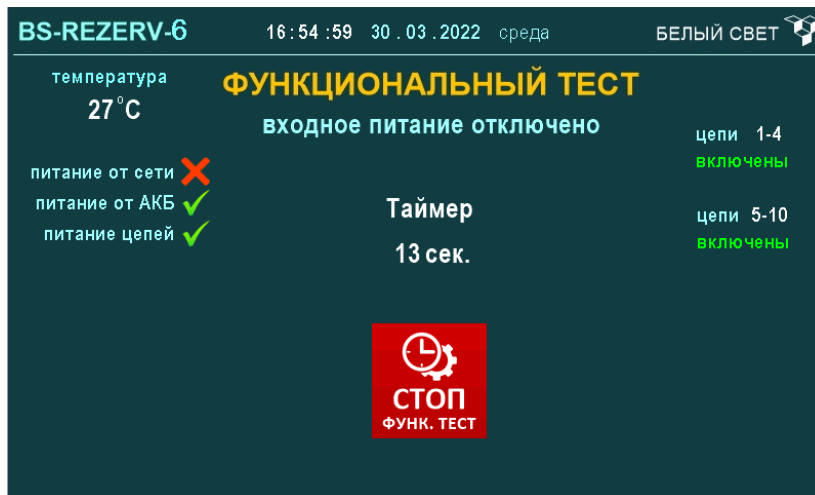 BS-REZERV-6
16:54:59 30.03.2022 среда
БЕЛЫЙ СВЕТ
температура
27°C
ФУНКЦИОНАЛЬНЫЙ ТЕСТ
входное питание отключено
питание от сети
питание от АКБ
питание цепей
Таймер
13 сек.
цепи 1-4
включены
цепи 5-10
включены
СТОП
ФУНК. ТЕСТ